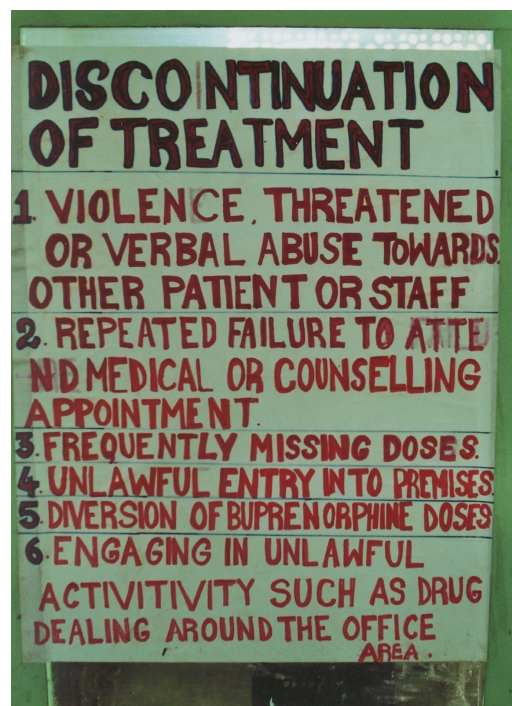 DISCONTINUATION
OF TREATMENT
1. VIOLENCE, THREATENED
OR VERBAL ABUSE TOWARDS
OTHER PATIENT OR STAFF
2. REPEATED FAILURE TO ATTE
ND MEDICAL OR COUNSELLING
APPOINTMENT.
3. FREQUENTLY MISSING DOSES.
4. UNLAWFUL ENTRY INTO PREMISES.
5. DIVERSION OF BUPRENORPHINE DOSES
6. ENGAGING IN UNLAWFUL
ACTIVITIVITY SUCH AS DRUG
DEALING AROUND THE OFFICE
AREA.